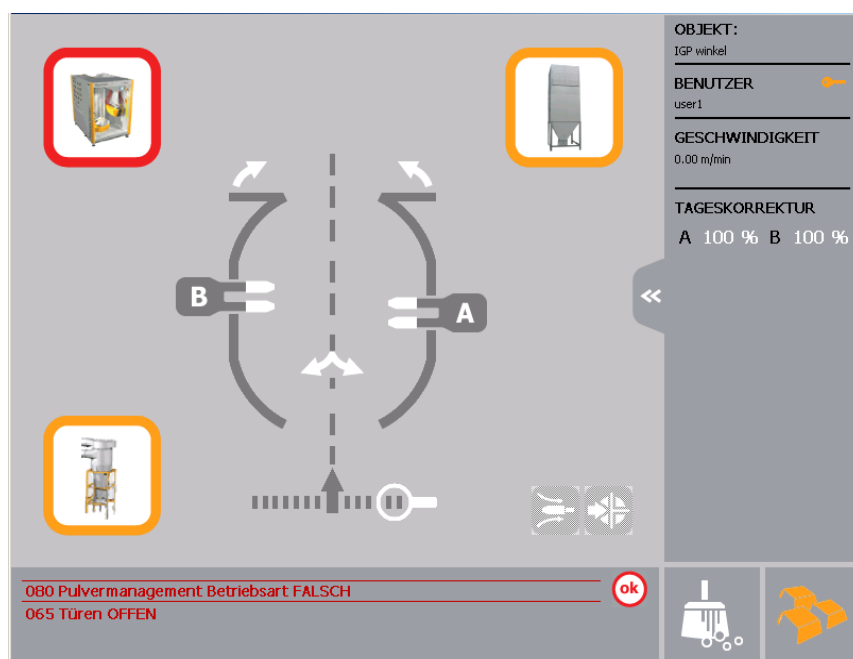 OBJEKT:
IGP winkel
BENUTZER
user1
GESCHWINDIGKEIT
0.00 m/min
TAGESKORREKTUR
A 100 % B 100 %
B
A
080 Pulvermanagement Betriebsart FALSCH
ok
065 Türen OFFEN